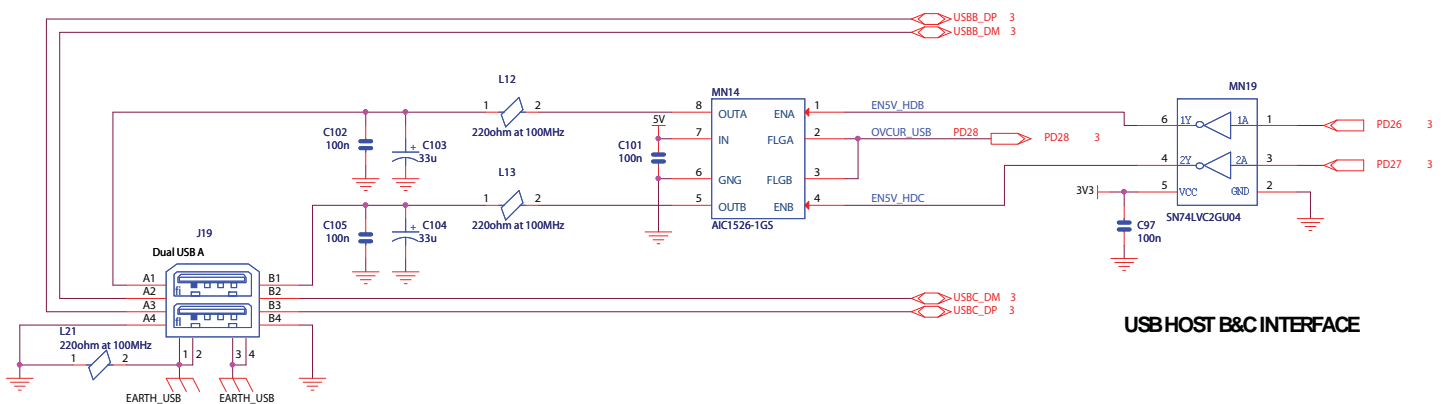 USBB_DP 3
USBB_DM 3
L12
1 2
220ohm at 100MHz
C102
100n
C103
+
33u
MN14
8 OUTA ENA 1
7 IN FLGA 2
6 GNG FLGB 3
5 OUTB ENB 4
AIC1526-1GS
5V
C101
100n
EN5V_HDB
OVCUR_USB PD28
PD28 3
EN5V_HDC
MN19
6 1Y 1A 1
4 2Y 2A 3
5 VCC GND 2
SN74LVC2GU04
PD26 3
PD27 3
3V3
C97
100n
L13
1 2
220ohm at 100MHz
C105
100n
C104
+
33u
J19
Dual USB A
A1 B1
A2 B2
A3 B3
A4 B4
fi
fi
USBC_DM 3
USBC_DP 3
L21
220ohm at 100MHz
1 2
1 2 3 4
EARTH_USB EARTH_USB
USB HOST B&C INTERFACE